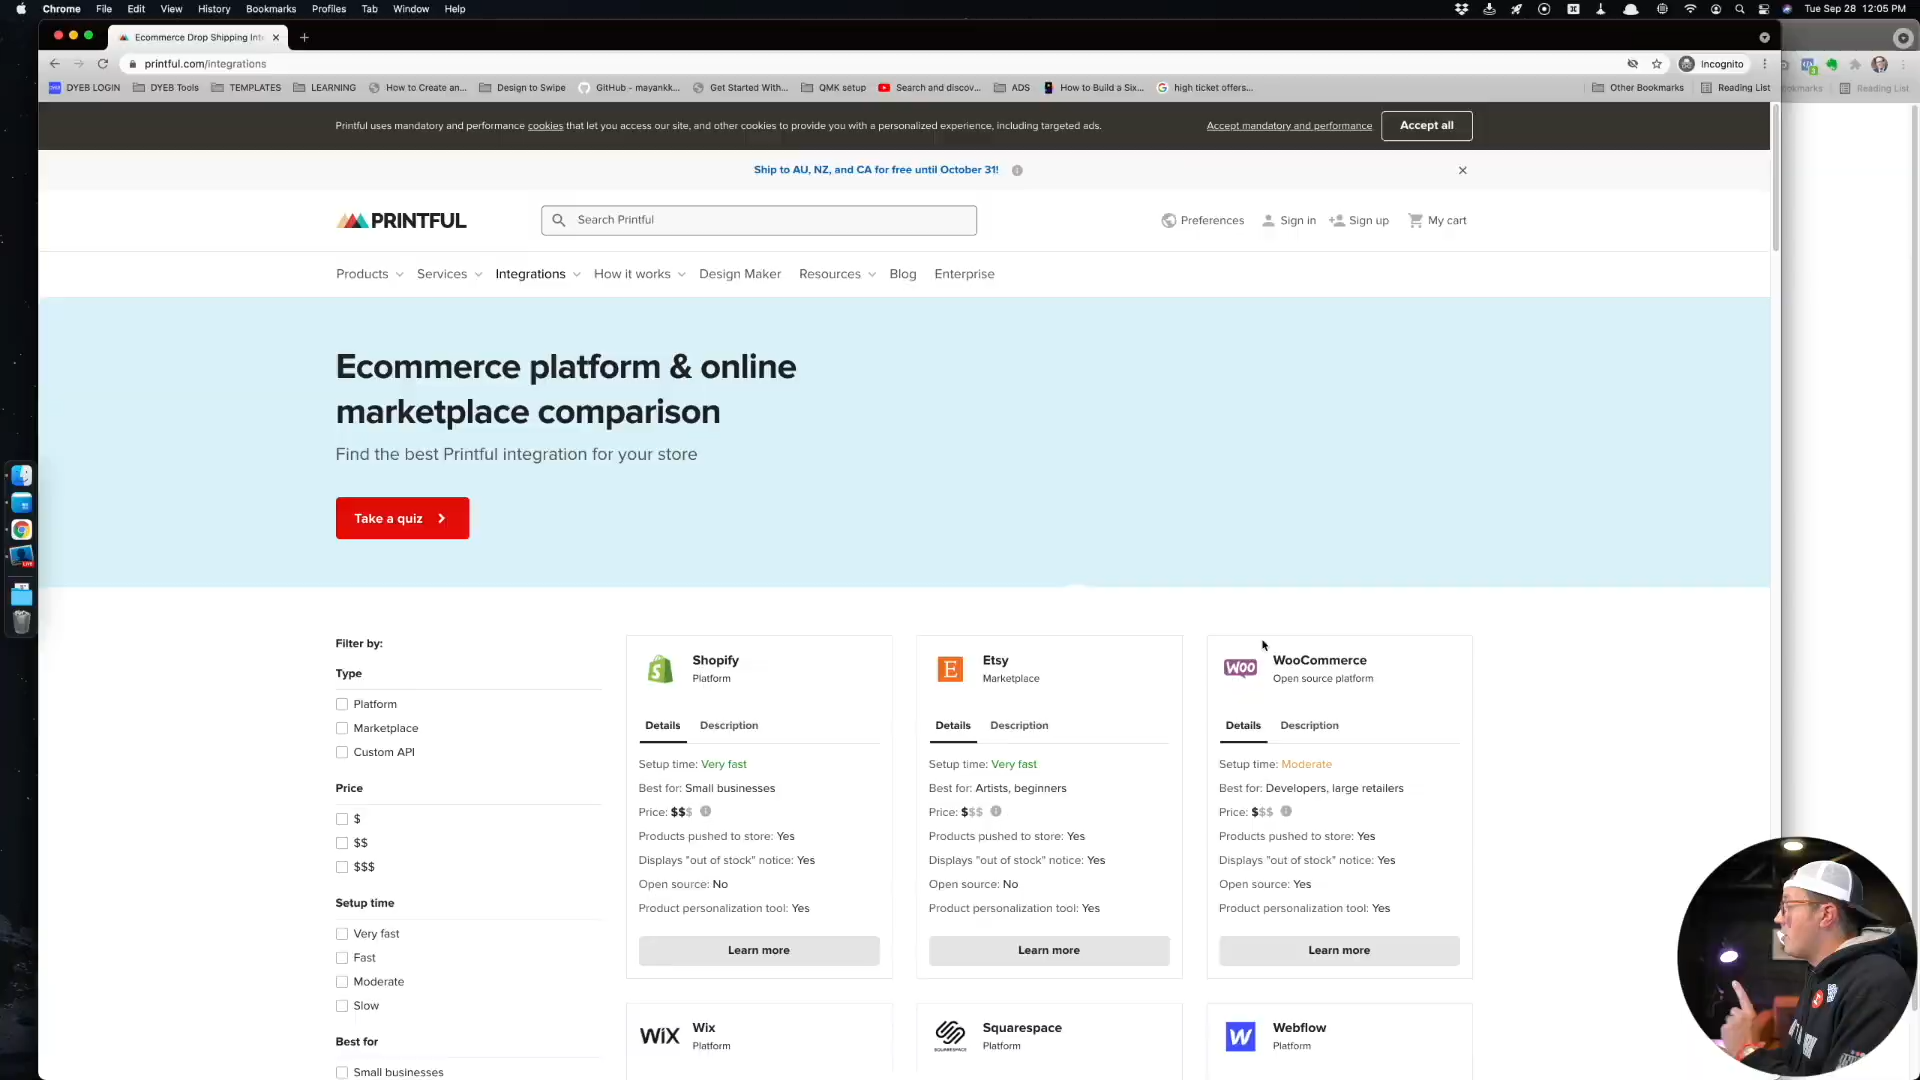 Chrome File Edit View History Bookmarks Profiles Tab Window Help
Tue Sep 28 12:05 PM
Ecommerce Drop Shipping Int
printful.com/integrations
Incognito
DYEB LOGIN DYEB Tools TEMPLATES LEARNING How to Create an... Design to Swipe GitHub - mayankk... Get Started With... QMK setup Search and discov... ADS How to Build a Six... high ticket offers... Other Bookmarks Reading List
Reading List
Printful uses mandatory and performance cookies that let you access our site, and other cookies to provide you with a personalized experience, including targeted ads.
Accept mandatory and performance
Accept all
Ship to AU, NZ, and CA for free until October 31!
PRINTFUL
Search Printful
Preferences Sign in Sign up My cart
Products Services Integrations How it works Design Maker Resources Blog Enterprise
Ecommerce platform & online
marketplace comparison
Find the best Printful integration for your store
Take a quiz
Filter by:
Type
Platform
Marketplace
Custom API
Price
$
$$
$$$
Setup time
Very fast
Fast
Moderate
Slow
Best for
Small businesses
Shopify
Platform
Details Description
Setup time: Very fast
Best for: Small businesses
Price: $$$
Products pushed to store: Yes
Displays "out of stock" notice: Yes
Open source: No
Product personalization tool: Yes
Learn more
E
Etsy
Marketplace
Details Description
Setup time: Very fast
Best for: Artists, beginners
Price: $$$
Products pushed to store: Yes
Displays "out of stock" notice: Yes
Open source: No
Product personalization tool: Yes
Learn more
WOO
WooCommerce
Open source platform
Details Description
Setup time: Moderate
Best for: Developers, large retailers
Price: $$$
Products pushed to store: Yes
Displays "out of stock" notice: Yes
Open source: Yes
Product personalization tool: Yes
Learn more
WiX
Wix
Platform
SQUARESPACE
Squarespace
Platform
W
Webflow
Platform